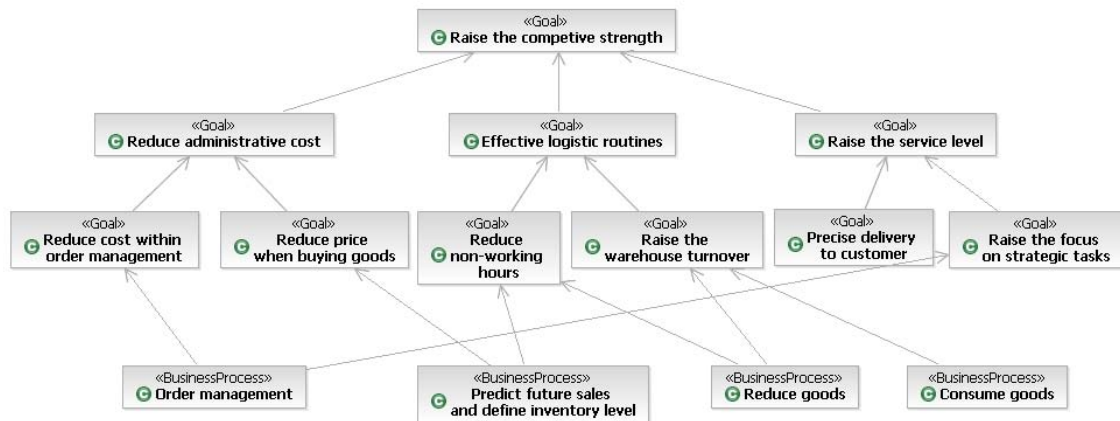 «Goal»
Raise the competive strength
«Goal»
Reduce administrative cost
«Goal»
Effective logistic routines
«Goal»
Raise the service level
«Goal»
Reduce cost within
order management
«Goal»
Reduce price
when buying goods
«Goal»
Reduce
non-working
hours
«Goal»
Raise the
warehouse turnover
«Goal»
Precise delivery
to customer
«Goal»
Raise the focus
on strategic tasks
«BusinessProcess»
Order management
«BusinessProcess»
Predict future sales
and define inventory level
«BusinessProcess»
Reduce goods
«BusinessProcess»
Consume goods